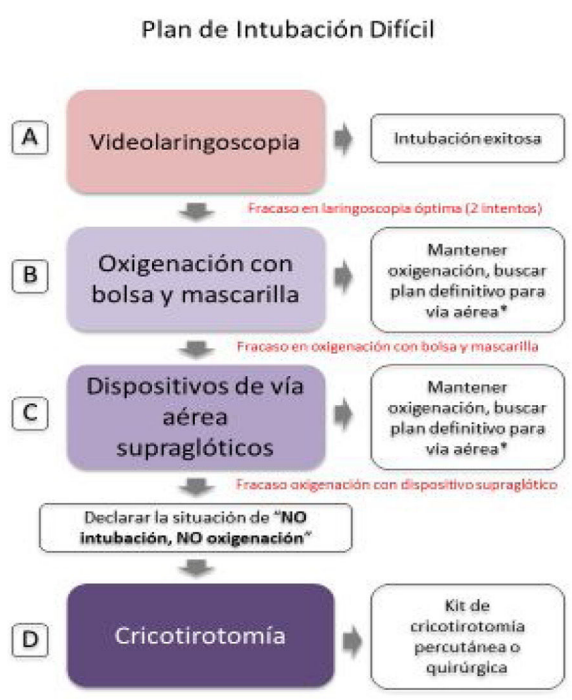 Plan de Intubación Difícil
A
Videolaringoscopia
Intubación exitosa
Fracaso en laringoscopia óptima (2 intentos)
B
Oxigenación con
bolsa y mascarilla
Mantener
oxigenación, buscar
plan definitivo para
vía aérea*
Fracaso en oxigenación con bolsa y mascarilla
C
Dispositivos de vía
aérea
supraglóticos
Mantener
oxigenación, buscar
plan definitivo para
vía aérea*
Fracaso oxigenación con dispositivo supraglótico
Declarar la situación de “NO
intubación, NO oxigenación”
D
Cricotirotomía
Kit de
cricotirotomía
percutánea o
quirúrgica